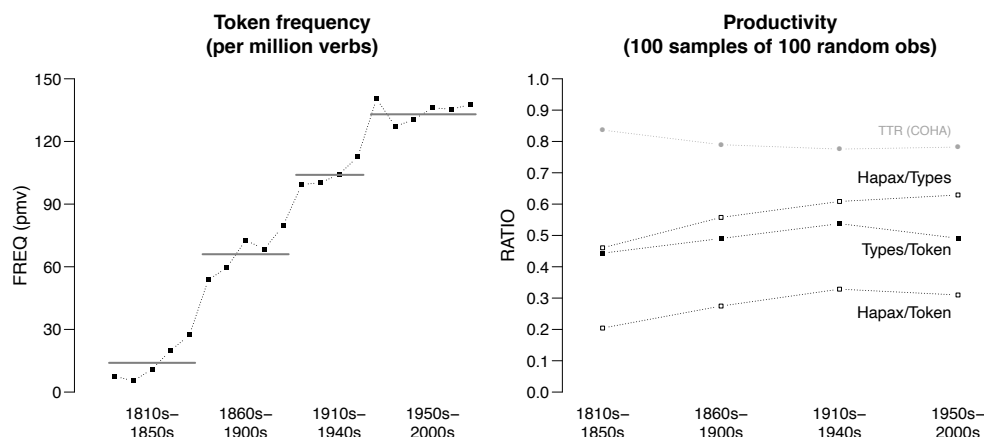 Token frequency
(per million verbs)
150
120
90
60
30
0
FREQ (pmv)
1810s–
1850s
1860s–
1900s
1910s–
1940s
1950s–
2000s
Productivity
(100 samples of 100 random obs)
1.0
0.9
0.8
0.7
0.6
0.5
0.4
0.3
0.2
0.1
0.0
RATIO
TTR (COHA)
Hapax/Types
Types/Token
Hapax/Token
1810s–
1850s
1860s–
1900s
1910s–
1940s
1950s–
2000s